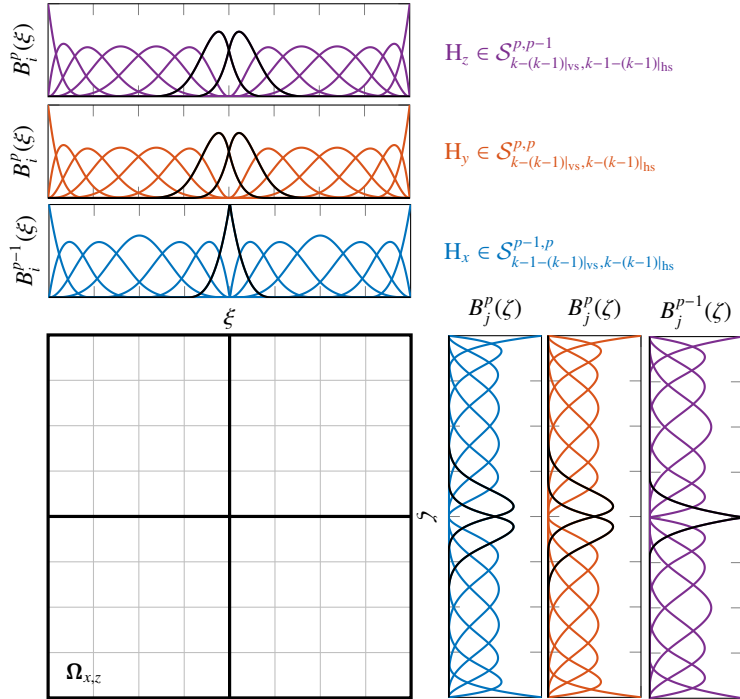 B_i^p(ξ)
H_z ∈ 𝒮^{p,p−1}_{k−(k−1)|vs,k−1−(k−1)|hs}
B_i^p(ξ)
H_y ∈ 𝒮^{p,p}_{k−(k−1)|vs,k−(k−1)|hs}
B_i^{p−1}(ξ)
H_x ∈ 𝒮^{p−1,p}_{k−1−(k−1)|vs,k−(k−1)|hs}
ξ
B_j^p(ζ) B_j^p(ζ) B_j^{p−1}(ζ)
ζ
Ω_{x,z}